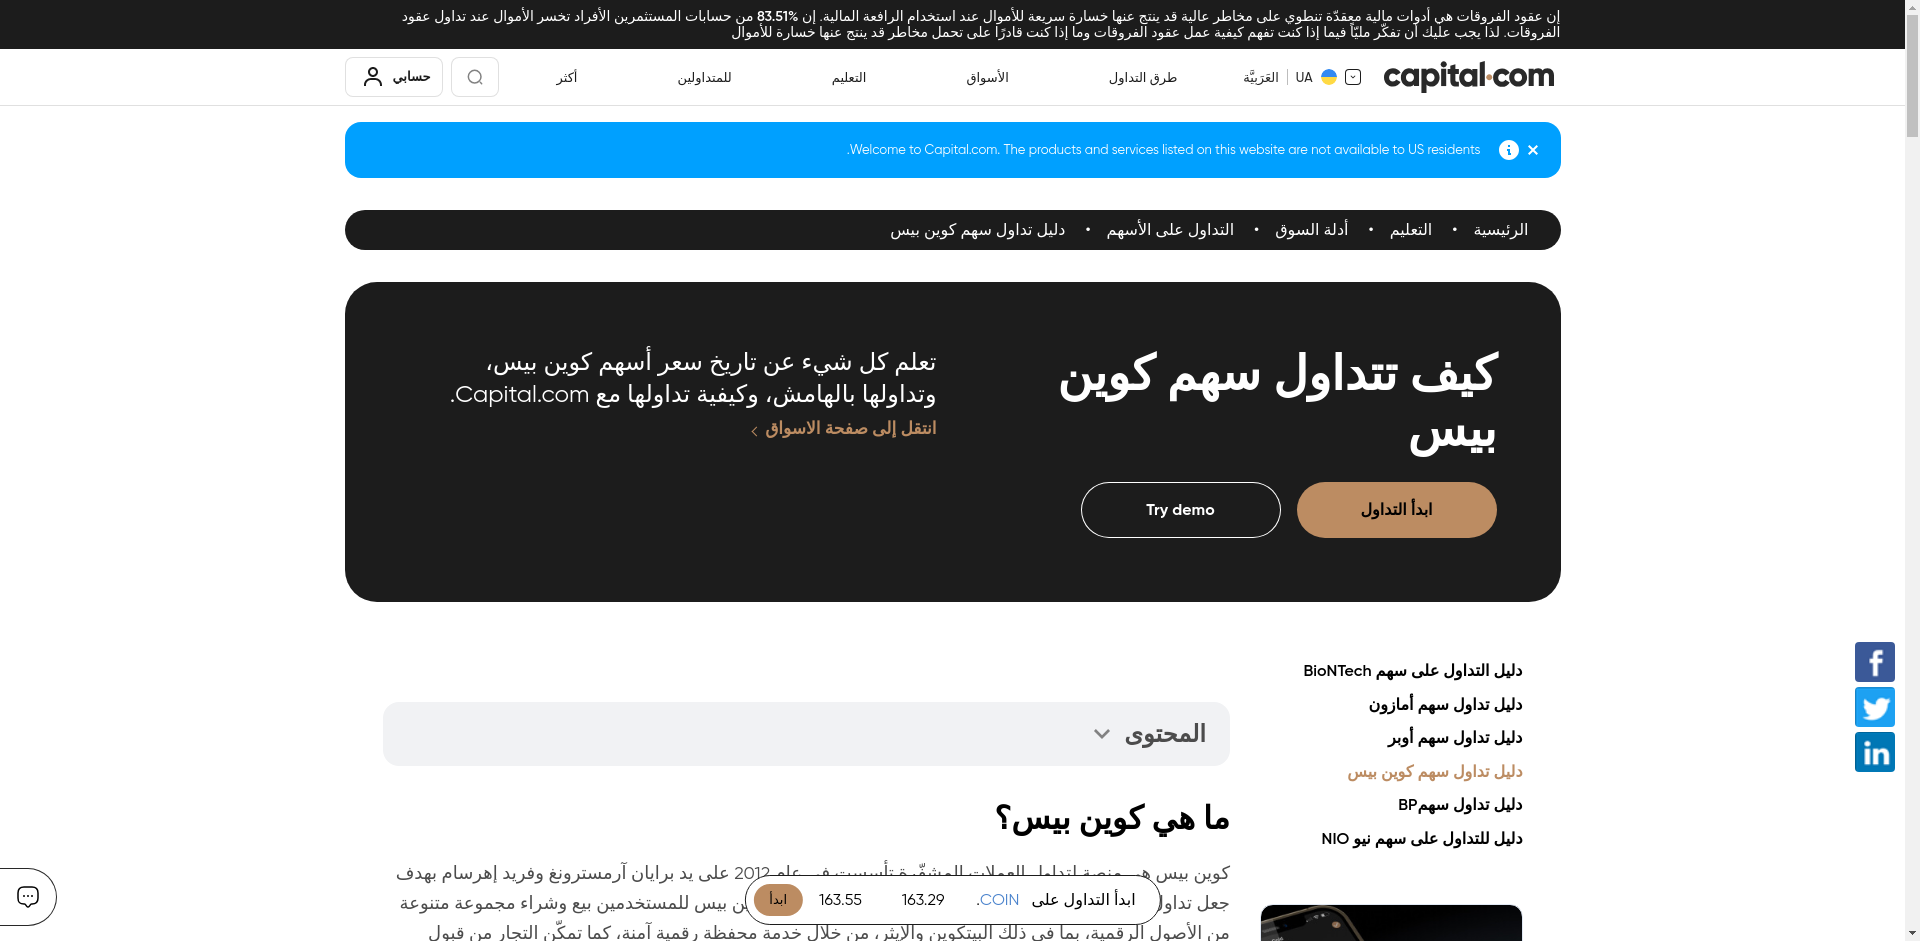 إن عقود الفروقات هي أدوات مالية معقدّة تنطوي على مخاطر عالية قد ينتج عنها خسارة سريعة للأموال عند استخدام الرافعة المالية. إن 83.51% من حسابات المستثمرين الأفراد تخسر الأموال عند تداول عقود
الفروقات. لذا يجب عليك أن تفكّر مليّاً فيما إذا كنت تفهم كيفية عمل عقود الفروقات وما إذا كنت قادرًا على تحمل مخاطر قد ينتج عنها خسارة للأموال
capital.com
UA العَرَبِيَّة
طرق التداول
الأسواق
التعليم
للمتداولين
أكثر
حسابي
Welcome to Capital.com. The products and services listed on this website are not available to US residents.
الرئيسية • التعليم • أدلة السوق • التداول على الأسهم • دليل تداول سهم كوين بيس
كيف تتداول سهم كوين
بيس
تعلم كل شيء عن تاريخ سعر أسهم كوين بيس،
وتداولها بالهامش، وكيفية تداولها مع Capital.com.
انتقل إلى صفحة الاسواق
ابدأ التداول
Try demo
دليل التداول على سهم BioNTech
دليل تداول سهم أمازون
دليل تداول سهم أوبر
دليل تداول سهم كوين بيس
دليل تداول سهمBP
دليل للتداول على سهم نيو NIO
المحتوى
ما هي كوين بيس؟
كوين بيس هي منصة لتداول العملات المشفّرة تأسست في عام 2012 على يد برايان آرمسترونغ وفريد إهرسام بهدف
جعل تداول بيس للمستخدمين بيع وشراء مجموعة متنوعة
من الأصول الرقمية، بما في ذلك البيتكوين والإيثر، من خلال خدمة محفظة رقمية آمنة، كما تمكّن التجار من قبول
ابدأ التداول على COIN.
163.29
163.55
ابدأ